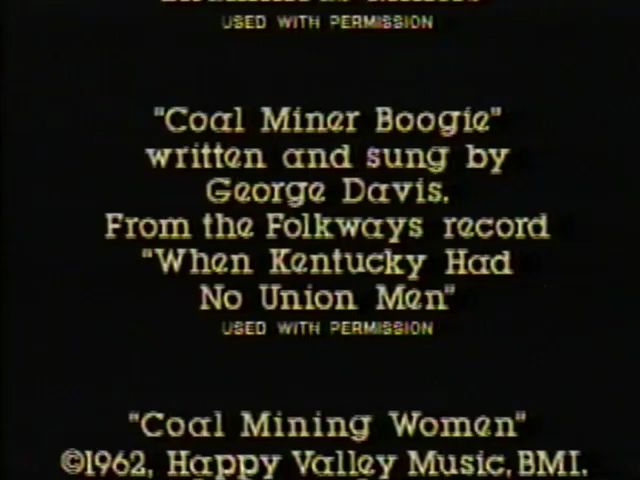 USED WITH PERMISSION
"Coal Miner Boogie"
written and sung by
George Davis.
From the Folkways record
"When Kentucky Had
No Union Men"
USED WITH PERMISSION
"Coal Mining Women"
©1962, Happy Valley Music, BMI.